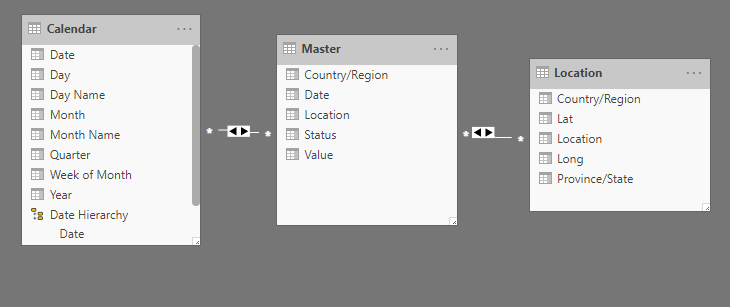 Calendar
Date
Day
Day Name
Month
Month Name
Quarter
Week of Month
Year
Date Hierarchy
Date
Master
Country/Region
Date
Location
Status
Value
Location
Country/Region
Lat
Location
Long
Province/State
* *
* *